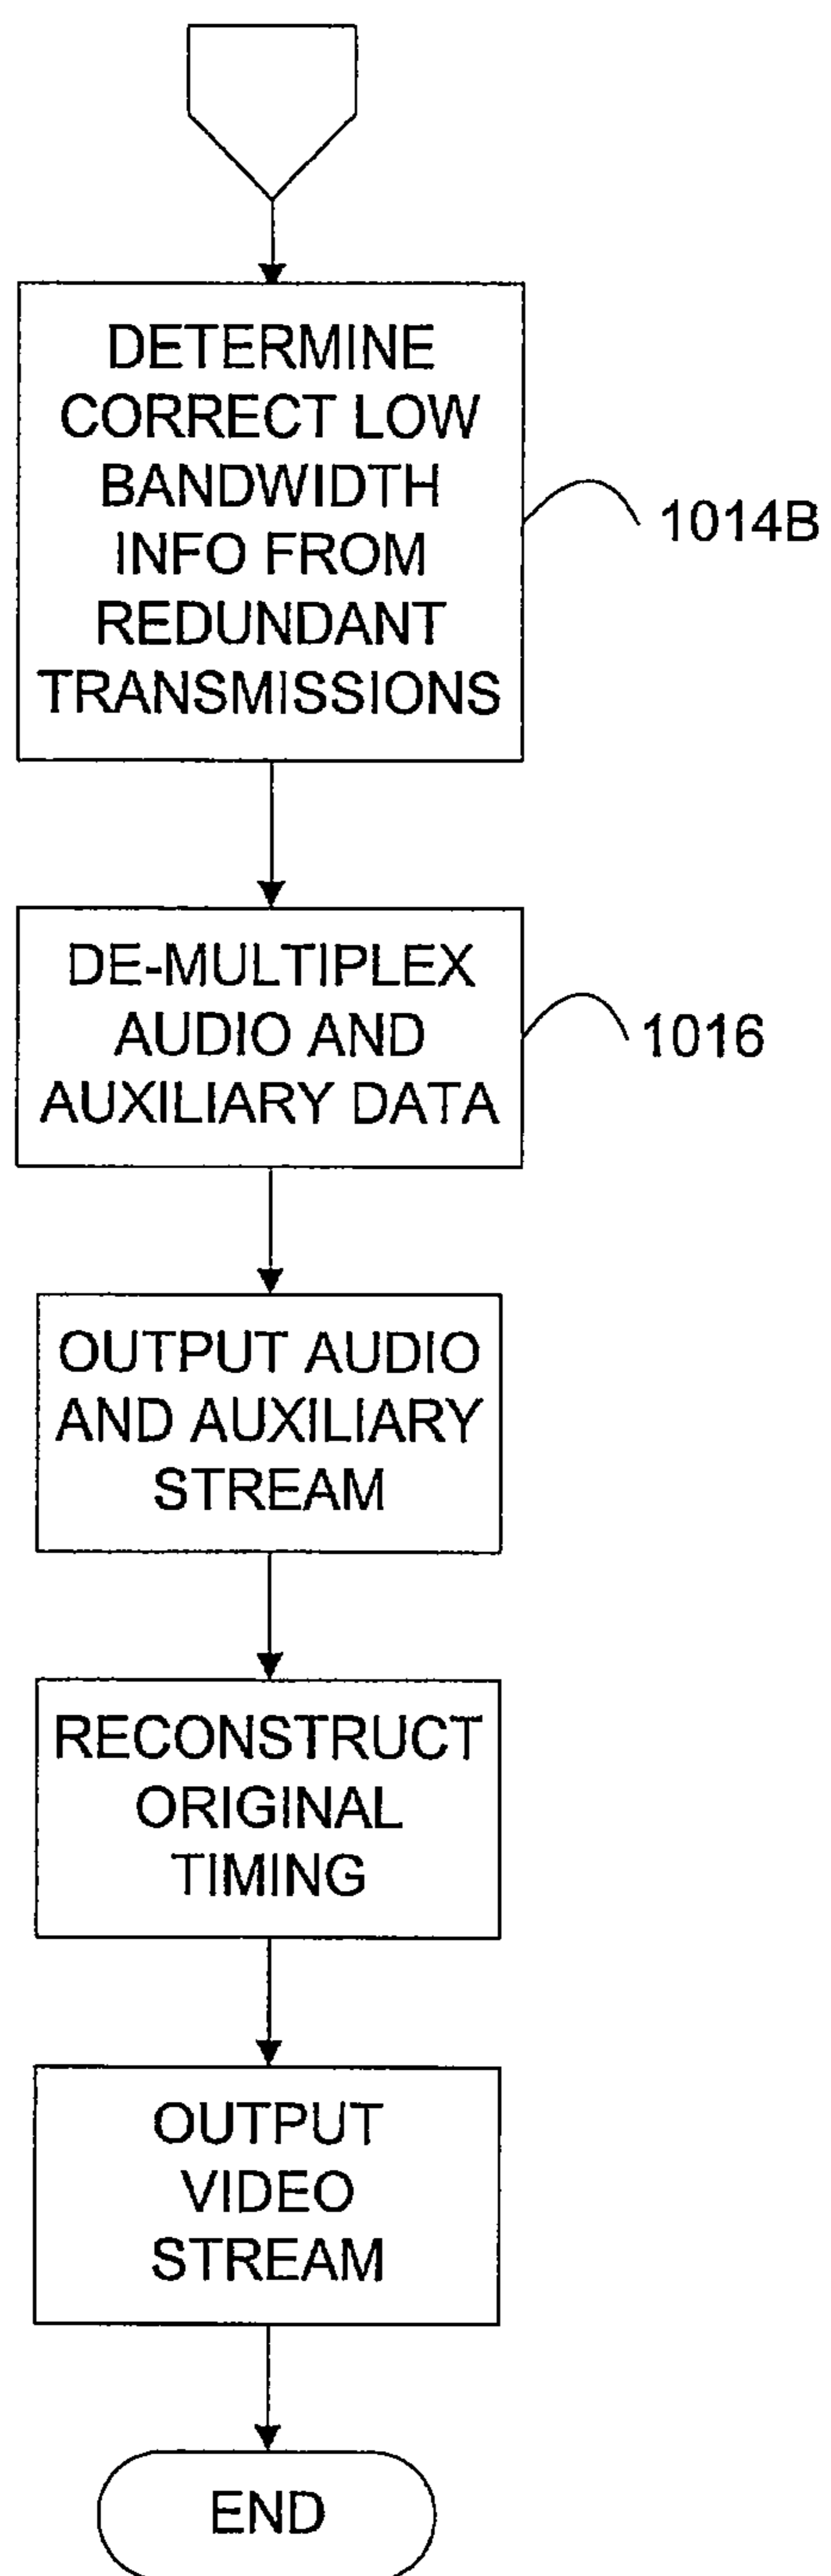 DETERMINE
CORRECT LOW
BANDWIDTH
INFO FROM
REDUNDANT
TRANSMISSIONS
1014B
DE-MULTIPLEX
AUDIO AND
AUXILIARY DATA
1016
OUTPUT AUDIO
AND AUXILIARY
STREAM
RECONSTRUCT
ORIGINAL
TIMING
OUTPUT
VIDEO
STREAM
END